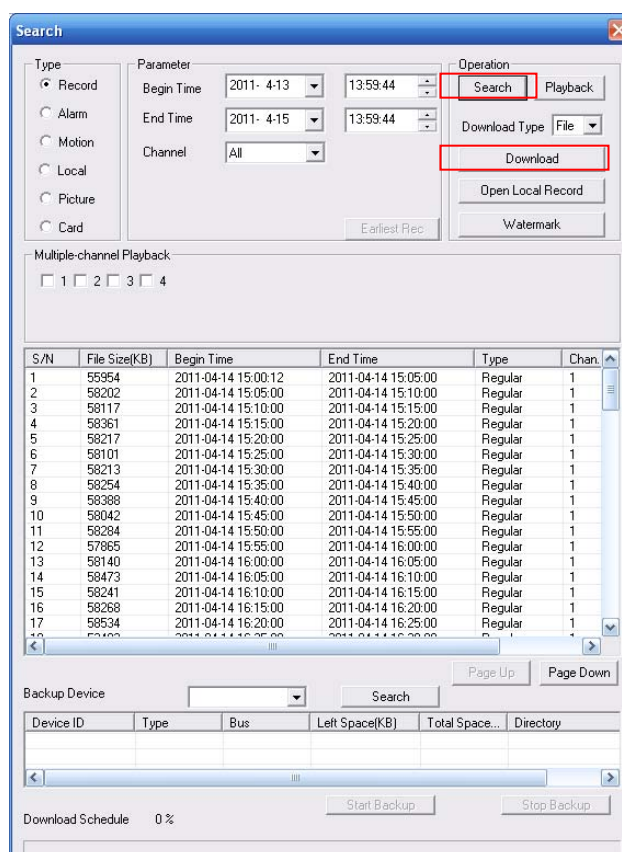 Search
Type
Parameter
Operation
Record
Begin Time 2011- 4-13 13:59:44
Search Playback
Alarm
End Time 2011- 4-15 13:59:44
Download Type File
Motion
Channel All
Download
Local
Open Local Record
Picture
Card
Earliest Rec
Watermark
Multiple-channel Playback
1 2 3 4
S/N File Size(KB) Begin Time End Time Type Chan.
1 55954 2011-04-14 15:00:12 2011-04-14 15:05:00 Regular 1
2 58202 2011-04-14 15:05:00 2011-04-14 15:10:00 Regular 1
3 58117 2011-04-14 15:10:00 2011-04-14 15:15:00 Regular 1
4 58361 2011-04-14 15:15:00 2011-04-14 15:20:00 Regular 1
5 58217 2011-04-14 15:20:00 2011-04-14 15:25:00 Regular 1
6 58101 2011-04-14 15:25:00 2011-04-14 15:30:00 Regular 1
7 58213 2011-04-14 15:30:00 2011-04-14 15:35:00 Regular 1
8 58254 2011-04-14 15:35:00 2011-04-14 15:40:00 Regular 1
9 58388 2011-04-14 15:40:00 2011-04-14 15:45:00 Regular 1
10 58042 2011-04-14 15:45:00 2011-04-14 15:50:00 Regular 1
11 58284 2011-04-14 15:50:00 2011-04-14 15:55:00 Regular 1
12 57865 2011-04-14 15:55:00 2011-04-14 16:00:00 Regular 1
13 58140 2011-04-14 16:00:00 2011-04-14 16:05:00 Regular 1
14 58473 2011-04-14 16:05:00 2011-04-14 16:10:00 Regular 1
15 58241 2011-04-14 16:10:00 2011-04-14 16:15:00 Regular 1
16 58268 2011-04-14 16:15:00 2011-04-14 16:20:00 Regular 1
17 58534 2011-04-14 16:20:00 2011-04-14 16:25:00 Regular 1
Page Up Page Down
Backup Device Search
Device ID Type Bus Left Space(KB) Total Space... Directory
Start Backup Stop Backup
Download Schedule 0 %